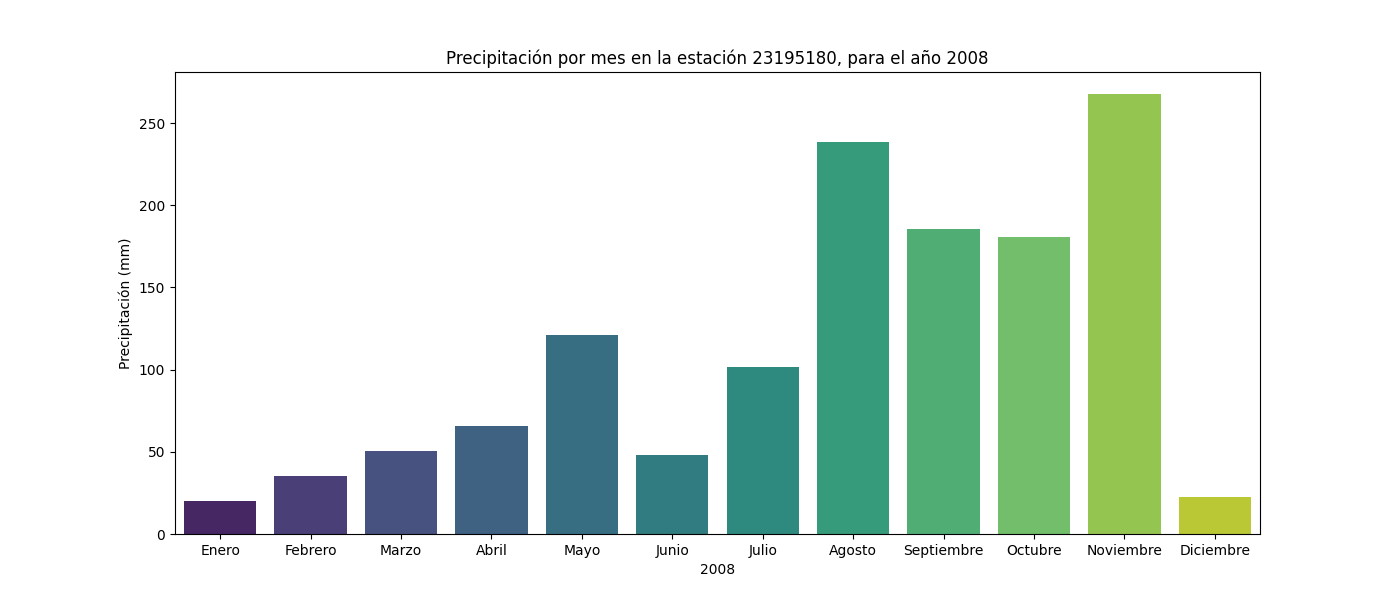 Precipitación por mes en la estación 23195180, para el año 2008
Precipitación (mm)
250
200
150
100
50
0
Enero Febrero Marzo Abril Mayo Junio Julio Agosto Septiembre Octubre Noviembre Diciembre
2008